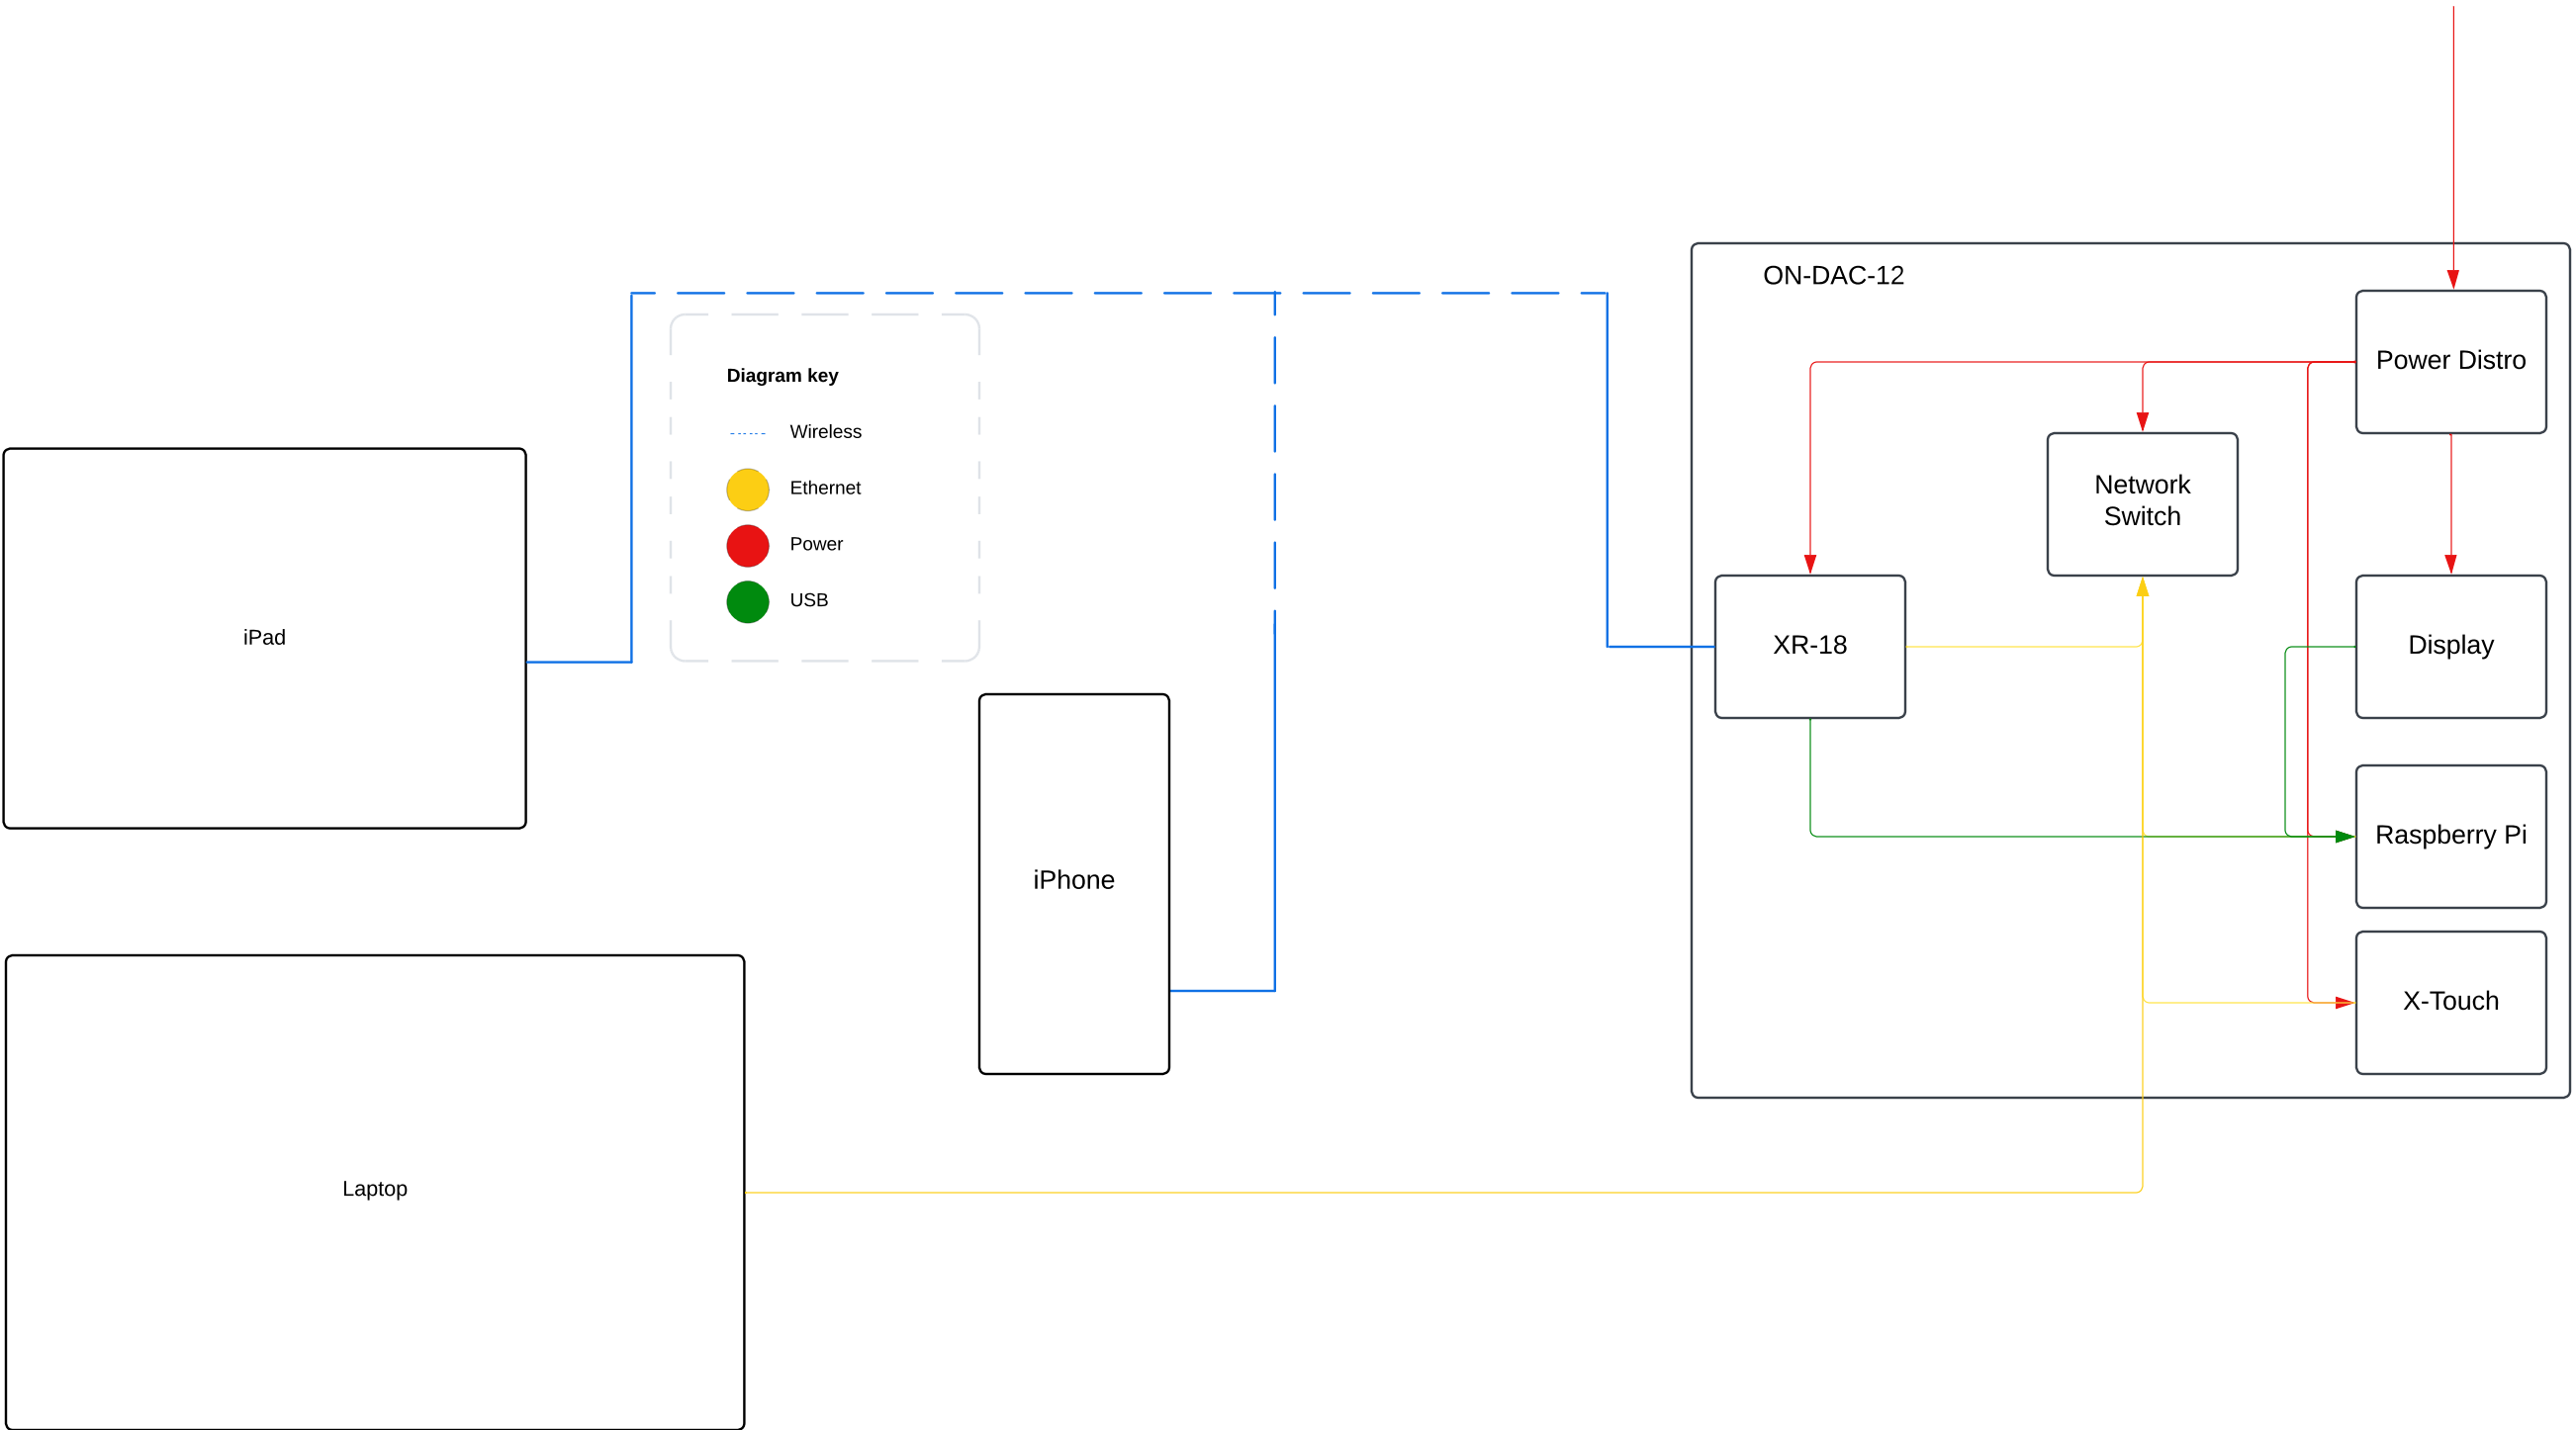 ON-DAC-12
Power Distro
Diagram key
Wireless
Ethernet
Power
USB
Network
Switch
iPad
XR-18
Display
Raspberry Pi
iPhone
X-Touch
Laptop